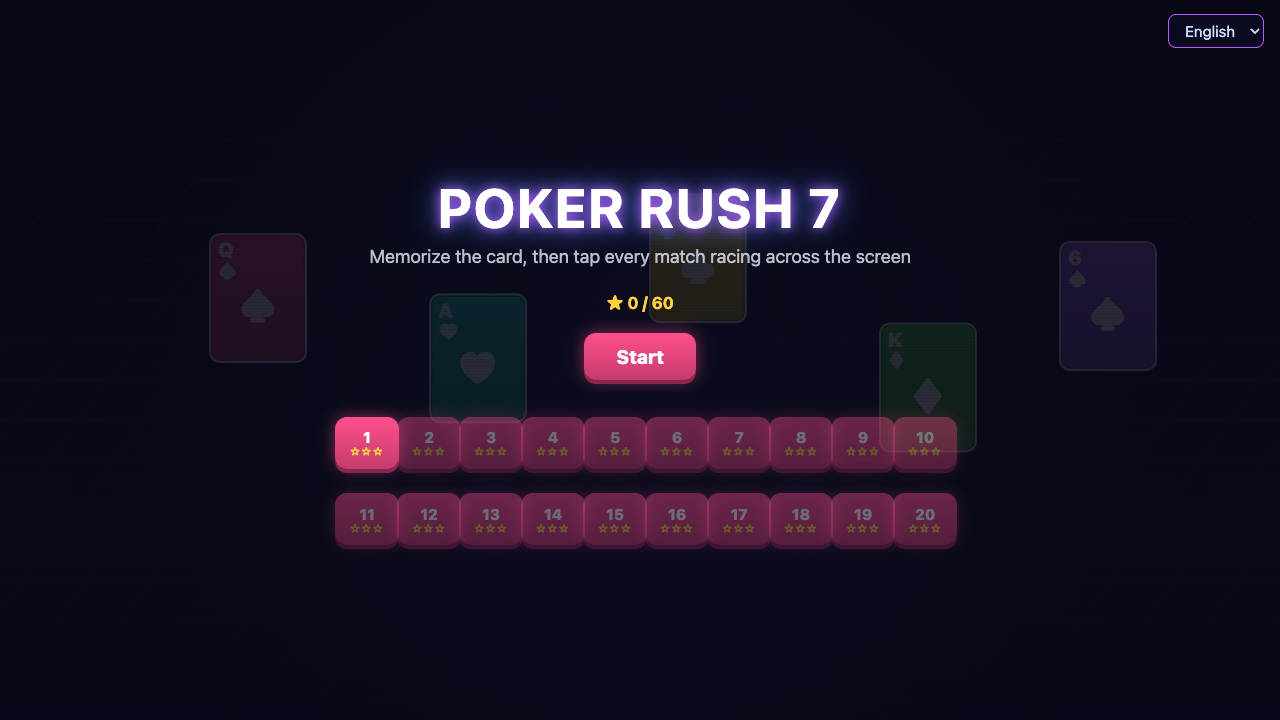 English
POKER RUSH 7
Memorize the card, then tap every match racing across the screen
Q
A
K
6
★ 0 / 60
Start
1 2 3 4 5 6 7 8 9 10
☆☆☆ ☆☆☆ ☆☆☆ ☆☆☆ ☆☆☆ ☆☆☆ ☆☆☆ ☆☆☆ ☆☆☆ ☆☆☆
11 12 13 14 15 16 17 18 19 20
☆☆☆ ☆☆☆ ☆☆☆ ☆☆☆ ☆☆☆ ☆☆☆ ☆☆☆ ☆☆☆ ☆☆☆ ☆☆☆